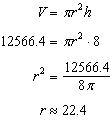 V = πr²h
12566.4 = πr² · 8
r² = 12566.4 / 8π
r ≈ 22.4